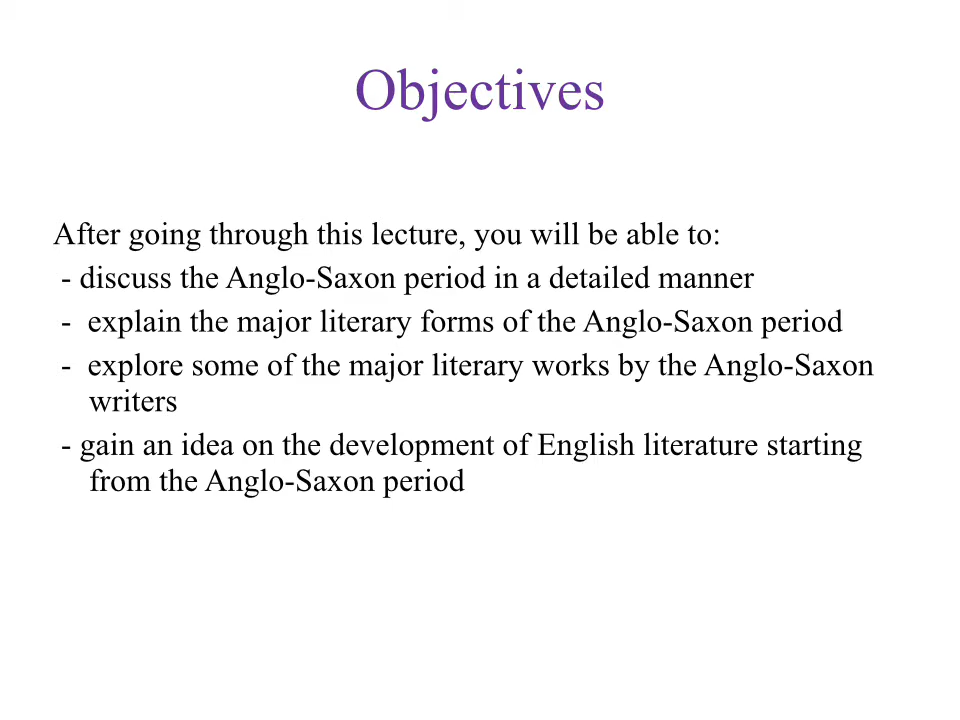 Objectives
After going through this lecture, you will be able to:
- discuss the Anglo-Saxon period in a detailed manner
- explain the major literary forms of the Anglo-Saxon period
- explore some of the major literary works by the Anglo-Saxon
writers
- gain an idea on the development of English literature starting
from the Anglo-Saxon period